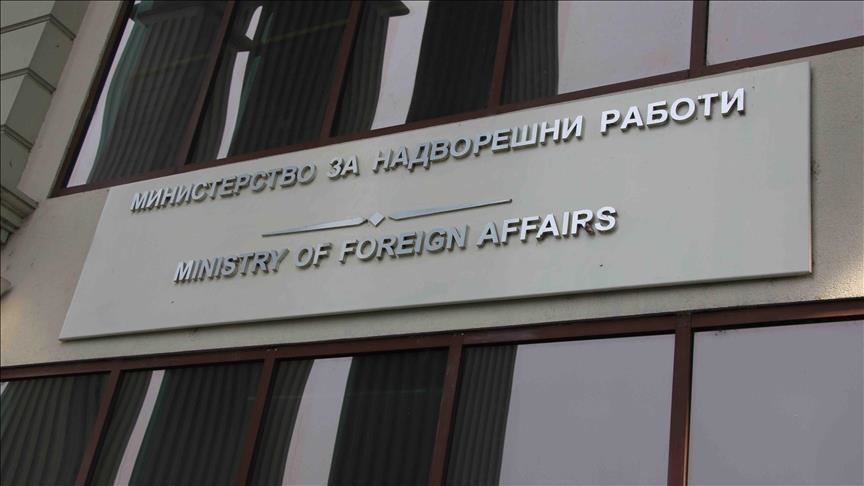 МИНИСТЕРСТВО ЗА НАДВОРЕШНИ РАБОТИ
MINISTRY OF FOREIGN AFFAIRS